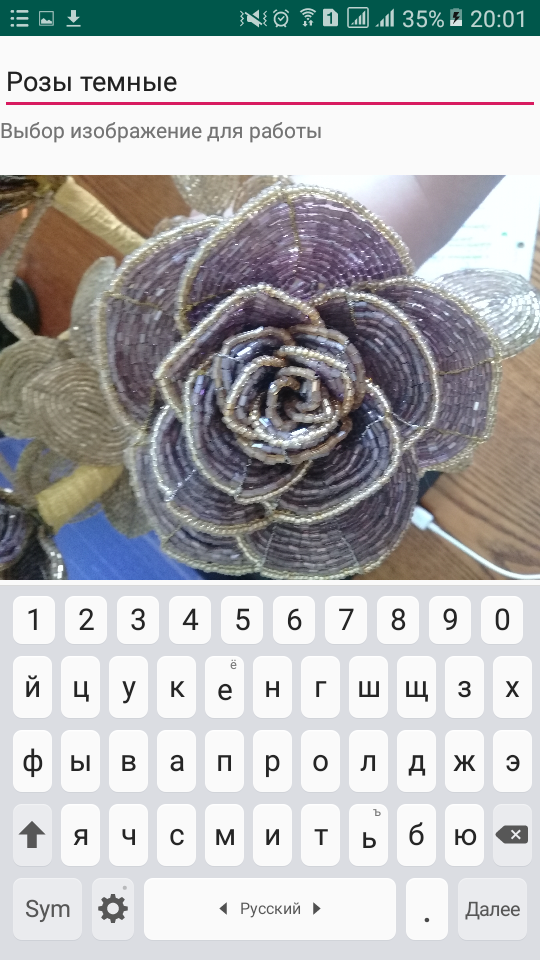 1 35% 20:01
Розы темные
Выбор изображение для работы
1 2 3 4 5 6 7 8 9 0
ё
й ц у к е н г ш щ з х
ф ы в а п р о л д ж э
ъ
я ч с м и т ь б ю
Sym Русский . Далее